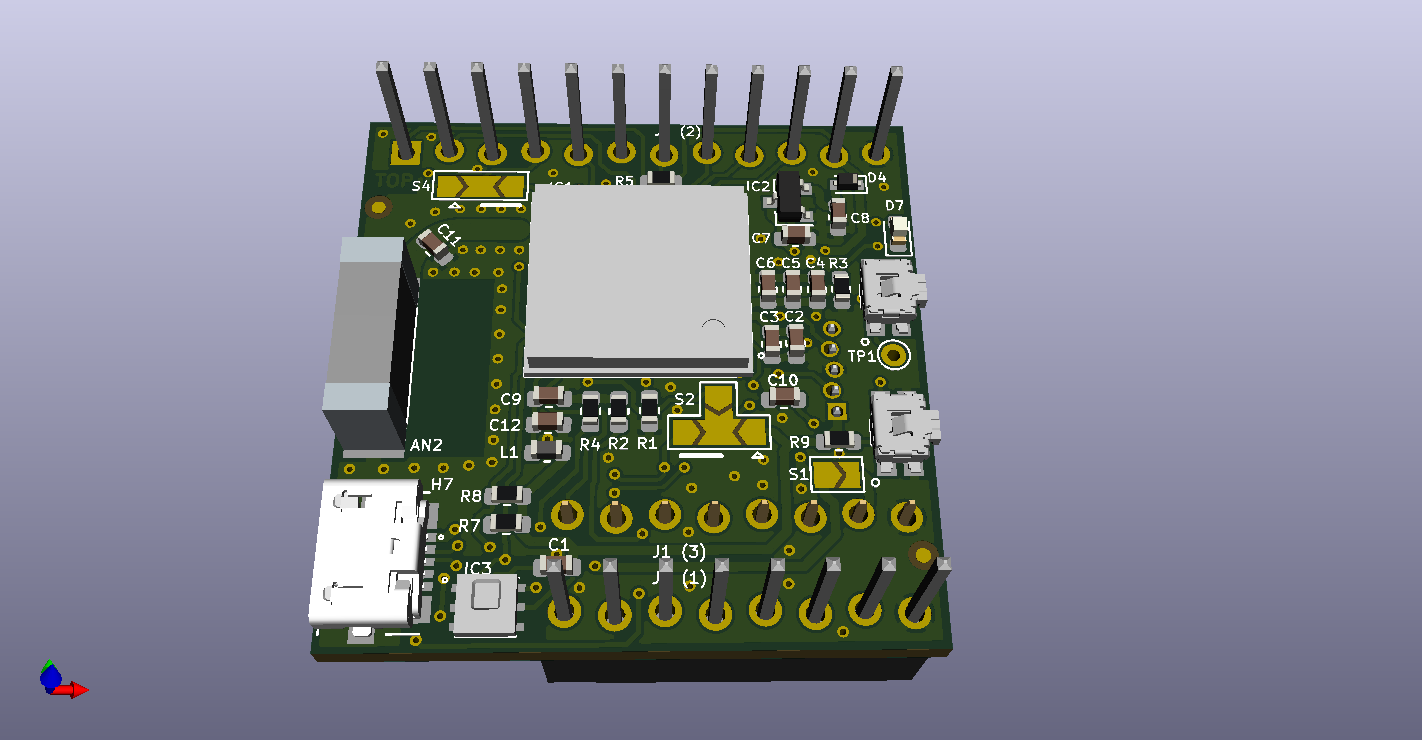 (2)
TOP
S4
R5
IC2
D4
D7
C8
C11
C7
C6 C5 C4 R3
C3 C2
TP1
C10
C9
S2
C12
R4 R2 R1
R9
L1
AN2
S1
H7
R8
R7
C1
J1 (3)
IC3
J (1)